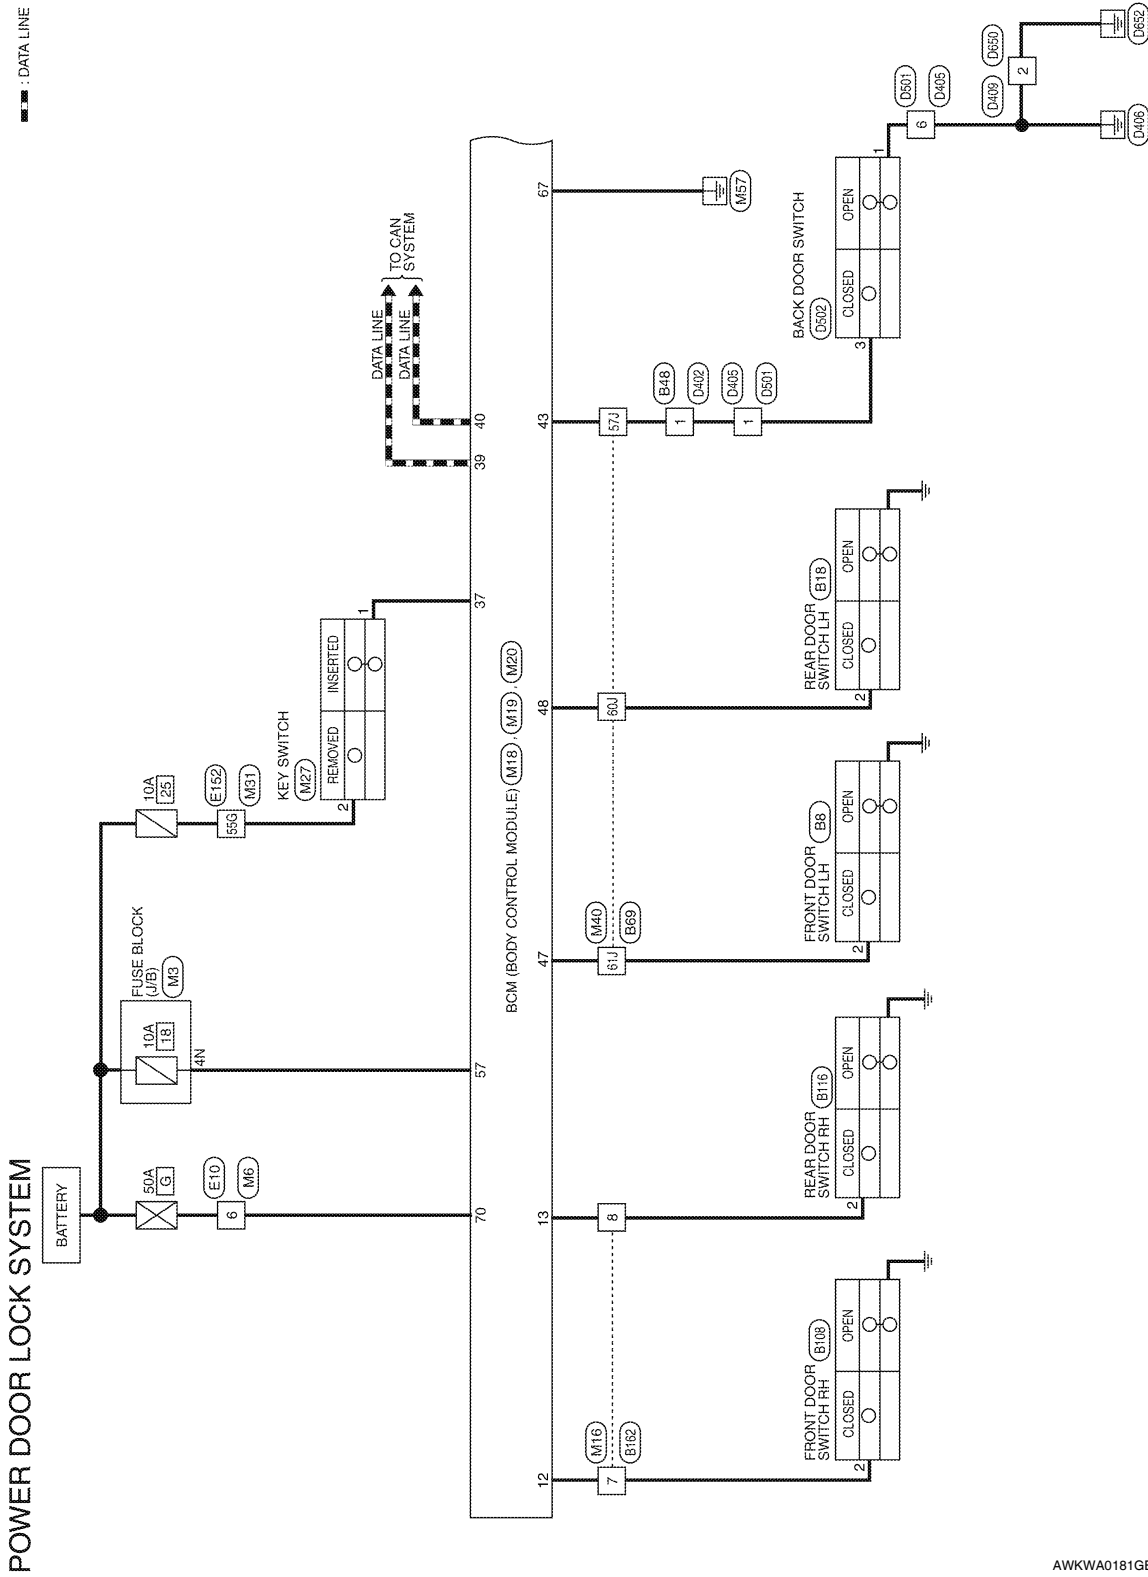 POWER DOOR LOCK SYSTEM
: DATA LINE
BATTERY
50A
G
E10
6
M6
70
FUSE BLOCK
(J/B)
M3
10A
18
4N
57
10A
25
E152
55G
M31
KEY SWITCH
M27
REMOVED
INSERTED
2
1
37
DATA LINE
DATA LINE
TO CAN
SYSTEM
39
40
BCM (BODY CONTROL MODULE) M18 , M19 , M20
12
13
47
48
43
67
M16
7
B162
8
M40
61J
B69
60J
57J
B48
1
D402
D405
1
D501
M57
FRONT DOOR
SWITCH RH
B108
CLOSED
OPEN
2
REAR DOOR
SWITCH RH
B116
CLOSED
OPEN
2
FRONT DOOR
SWITCH LH
B8
CLOSED
OPEN
2
REAR DOOR
SWITCH LH
B18
CLOSED
OPEN
2
BACK DOOR SWITCH
D502
CLOSED
OPEN
3
1
D501
6
D405
D409
2
D650
D406
D652
AWKWA0181GE